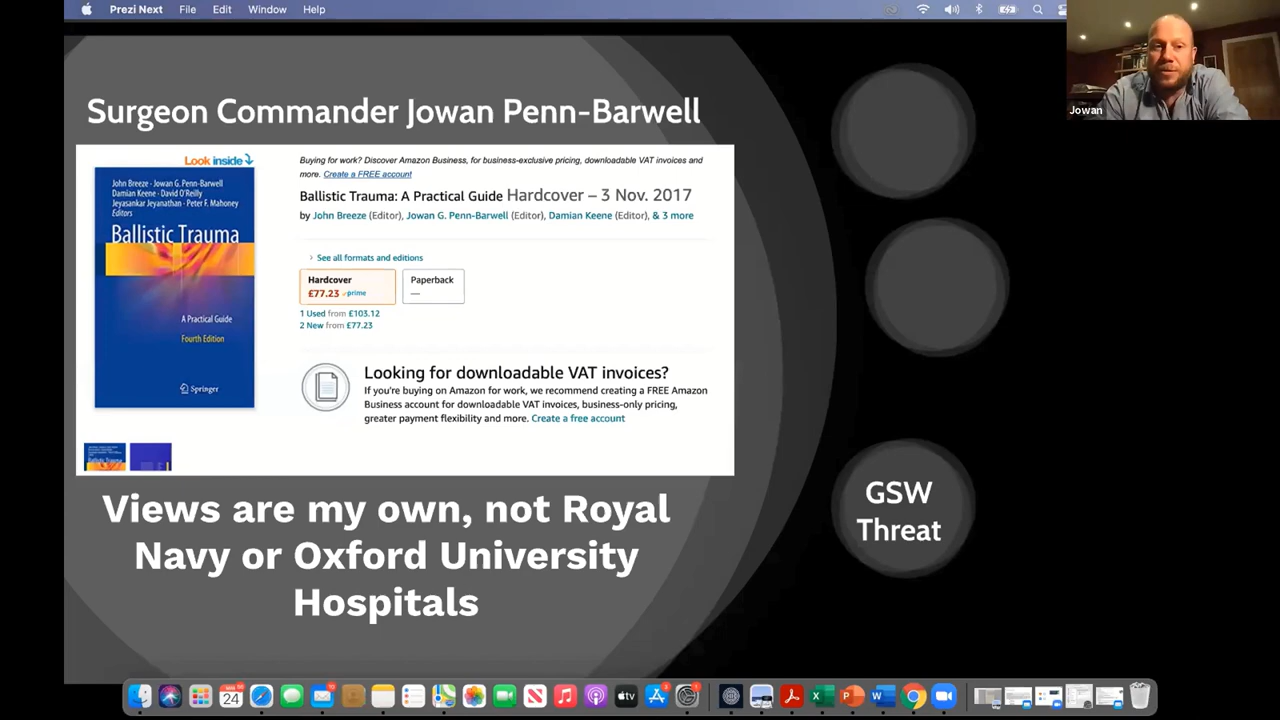 Prezi Next File Edit Window Help
Jowan
Surgeon Commander Jowan Penn-Barwell
Look inside
John Breeze · Jowan G. Penn-Barwell
Damian Keene · David O'Reilly
Jeyasankar Jeyanathan · Peter F. Mahoney
Editors
Ballistic Trauma
A Practical Guide
Fourth Edition
Springer
Buying for work? Discover Amazon Business, for business-exclusive pricing, downloadable VAT invoices and
more. Create a FREE account
Ballistic Trauma: A Practical Guide Hardcover – 3 Nov. 2017
by John Breeze (Editor), Jowan G. Penn-Barwell (Editor), Damian Keene (Editor), & 3 more
› See all formats and editions
Hardcover
£77.23 prime
Paperback
—
1 Used from £103.12
2 New from £77.23
Looking for downloadable VAT invoices?
If you're buying on Amazon for work, we recommend creating a FREE Amazon
Business account for downloadable VAT invoices, business-only pricing,
greater payment flexibility and more. Create a free account
Ballistic Trauma
Views are my own, not Royal
Navy or Oxford University
Hospitals
GSW
Threat
24
tv